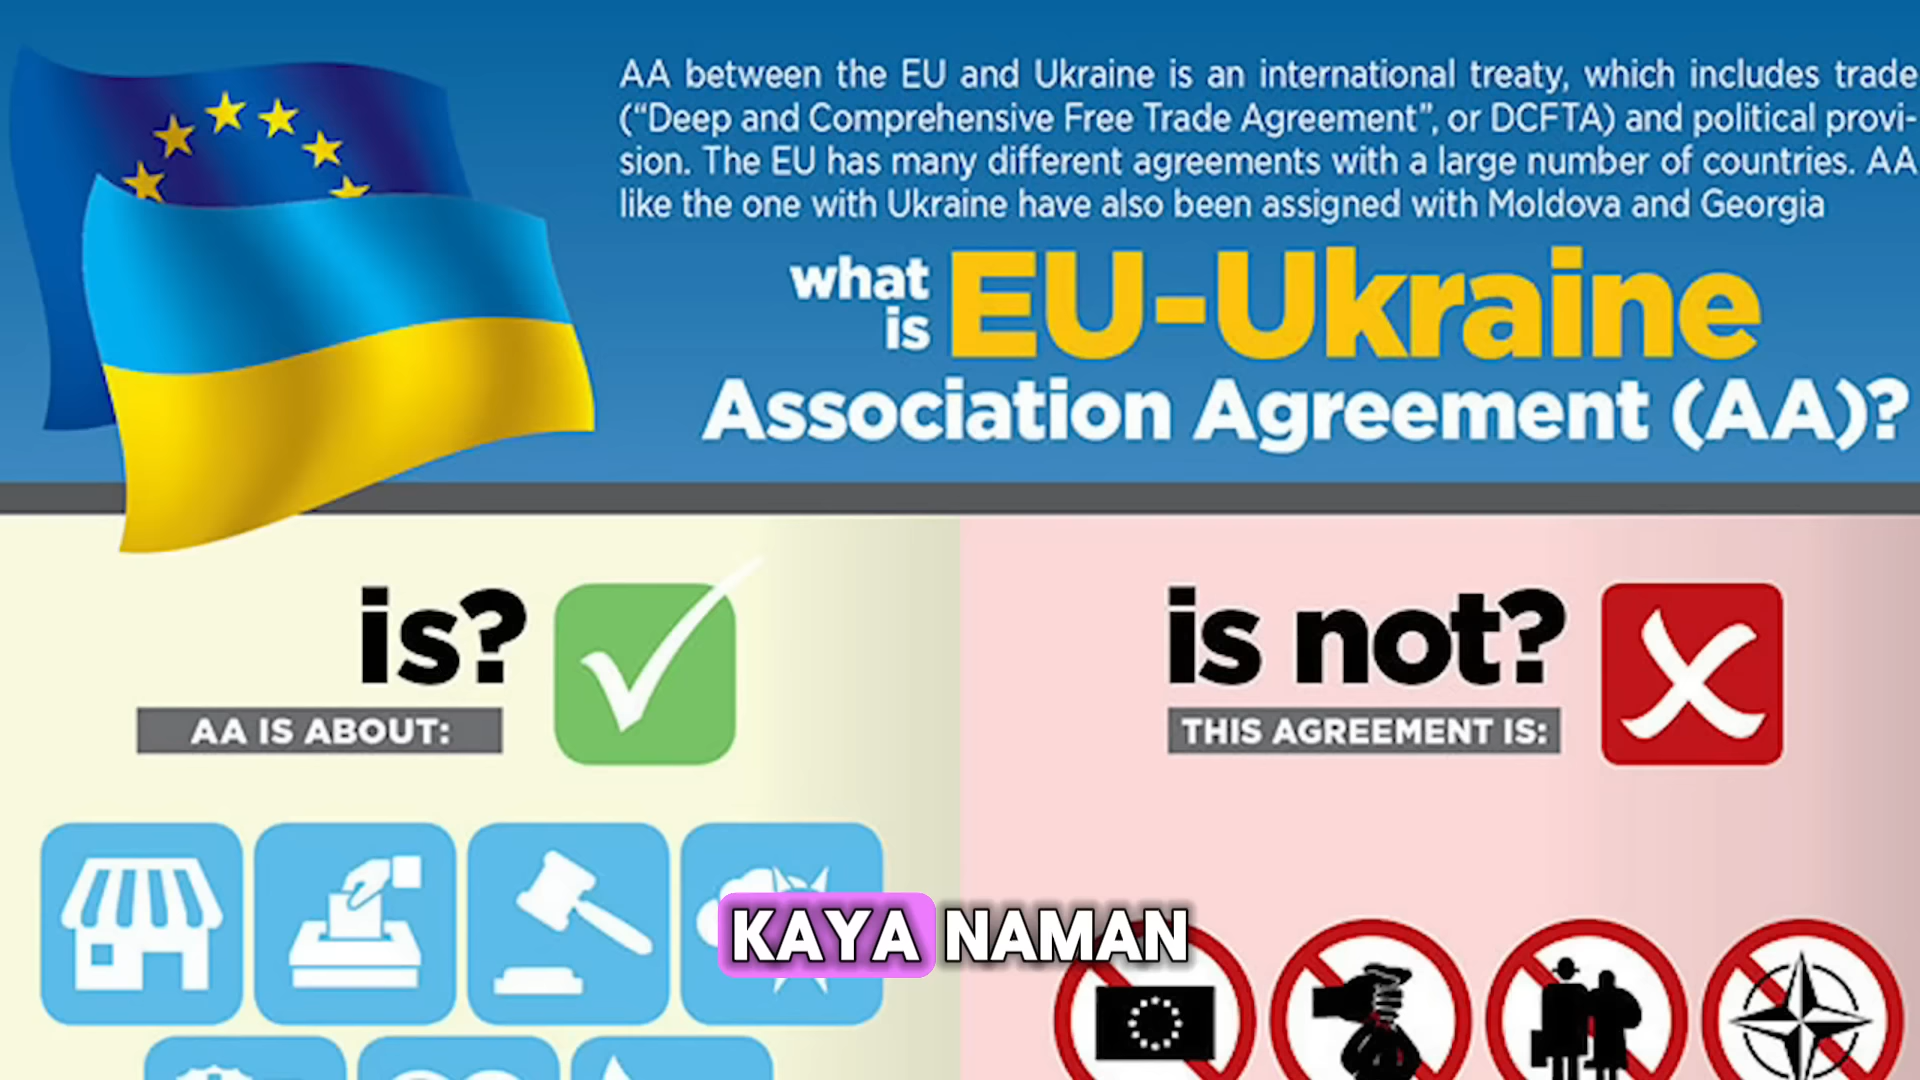 AA between the EU and Ukraine is an international treaty, which includes trade
(“Deep and Comprehensive Free Trade Agreement”, or DCFTA) and political provi-
sion. The EU has many different agreements with a large number of countries. AA
like the one with Ukraine have also been assigned with Moldova and Georgia
what
is EU-Ukraine
Association Agreement (AA)?
is?
AA IS ABOUT:
is not?
THIS AGREEMENT IS:
KAYA NAMAN